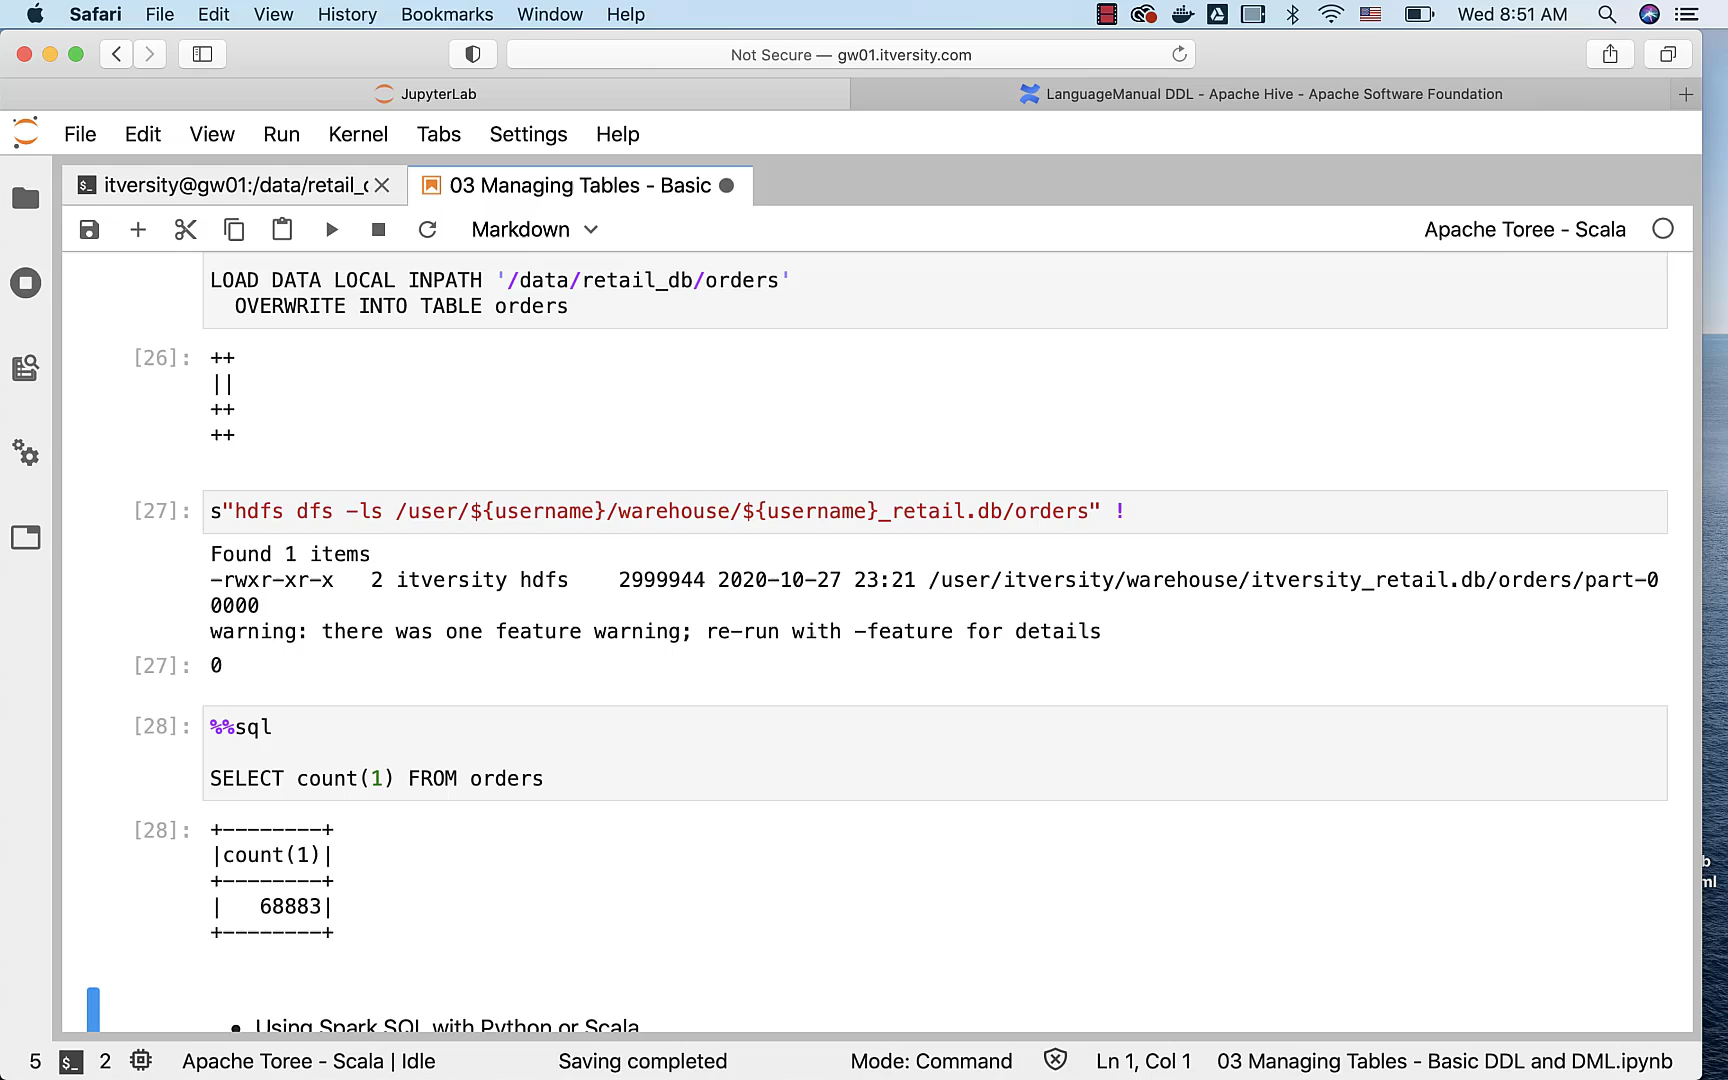 Safari File Edit View History Bookmarks Window Help Wed 8:51 AM
Not Secure — gw01.itversity.com
JupyterLab
LanguageManual DDL - Apache Hive - Apache Software Foundation
File Edit View Run Kernel Tabs Settings Help
itversity@gw01:/data/retail_
03 Managing Tables - Basic
Markdown
Apache Toree - Scala
LOAD DATA LOCAL INPATH '/data/retail_db/orders'
OVERWRITE INTO TABLE orders
[26]: ++
||
++
++
[27]: s"hdfs dfs -ls /user/${username}/warehouse/${username}_retail.db/orders" !
Found 1 items
-rwxr-xr-x 2 itversity hdfs 2999944 2020-10-27 23:21 /user/itversity/warehouse/itversity_retail.db/orders/part-0
0000
warning: there was one feature warning; re-run with -feature for details
[27]: 0
[28]: %%sql
SELECT count(1) FROM orders
[28]: +--------+
|count(1)|
+--------+
| 68883|
+--------+
• Using Spark SQL with Python or Scala
5 $_ 2 Apache Toree - Scala | Idle Saving completed Mode: Command Ln 1, Col 1 03 Managing Tables - Basic DDL and DML.ipynb